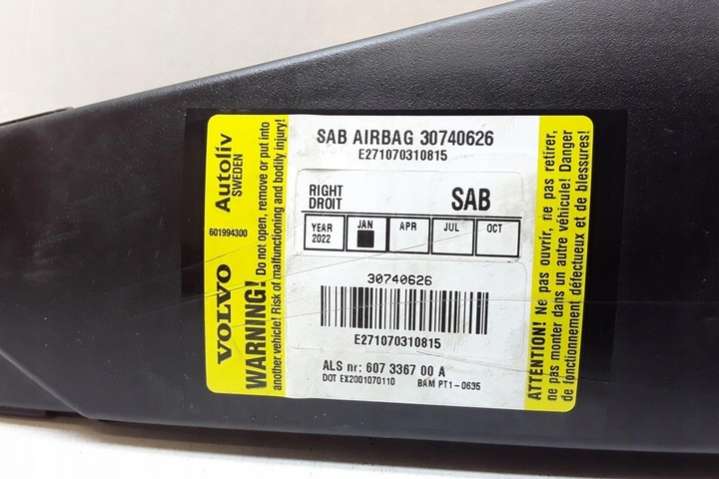 SAB AIRBAG 30740626
E271070310815
RIGHT
DROIT
SAB
YEAR
2022
JAN
APR
JUL
OCT
30740626
E271070310815
ALS nr: 607 3367 00 A
DOT EX2001070110 BAM PT1-0635
Autoliv
SWEDEN
601994300
VOLVO
WARNING! Do not open, remove or put into
another vehicle! Risk of malfunctioning and bodily injury!
ATTENTION! Ne pas ouvrir, ne pas retirer,
ne pas monter dans un autre véhicule! Danger
de fonctionnement défectueux et de blessures!